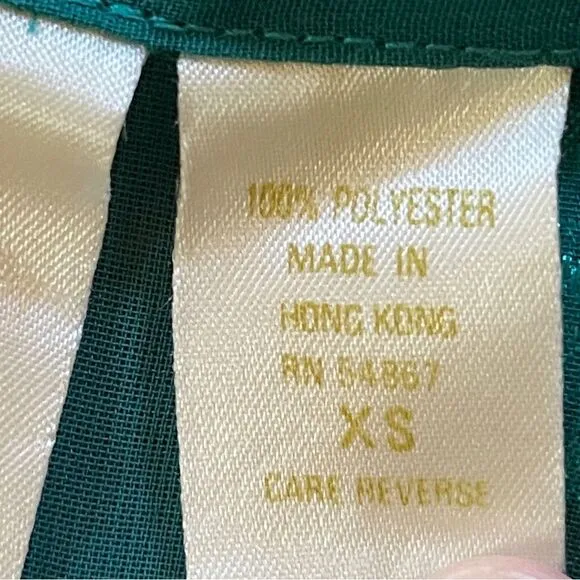 100% POLYESTER
MADE IN
HONG KONG
RN 54867
XS
CARE REVERSE